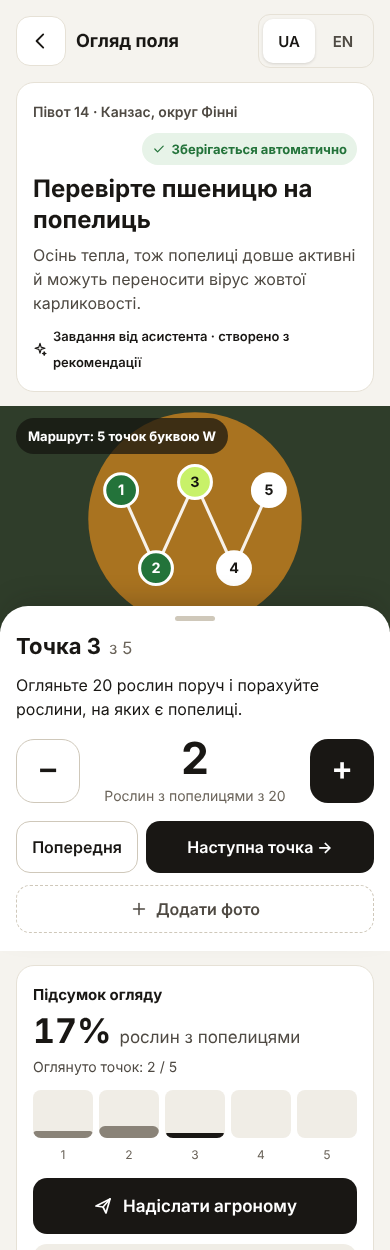 Огляд поля
UA
EN
Півот 14 · Канзас, округ Фінні
Зберігається автоматично
Перевірте пшеницю на
попелиць
Осінь тепла, тож попелиці довше активні
й можуть переносити вірус жовтої
карликовості.
Завдання від асистента · створено з
рекомендації
Маршрут: 5 точок буквою W
1
3
5
2
4
Точка 3 з 5
Огляньте 20 рослин поруч і порахуйте
рослини, на яких є попелиці.
− 2 +
Рослин з попелицями з 20
Попередня
Наступна точка →
+ Додати фото
Підсумок огляду
17% рослин з попелицями
Оглянуто точок: 2 / 5
1 2 3 4 5
Надіслати агроному